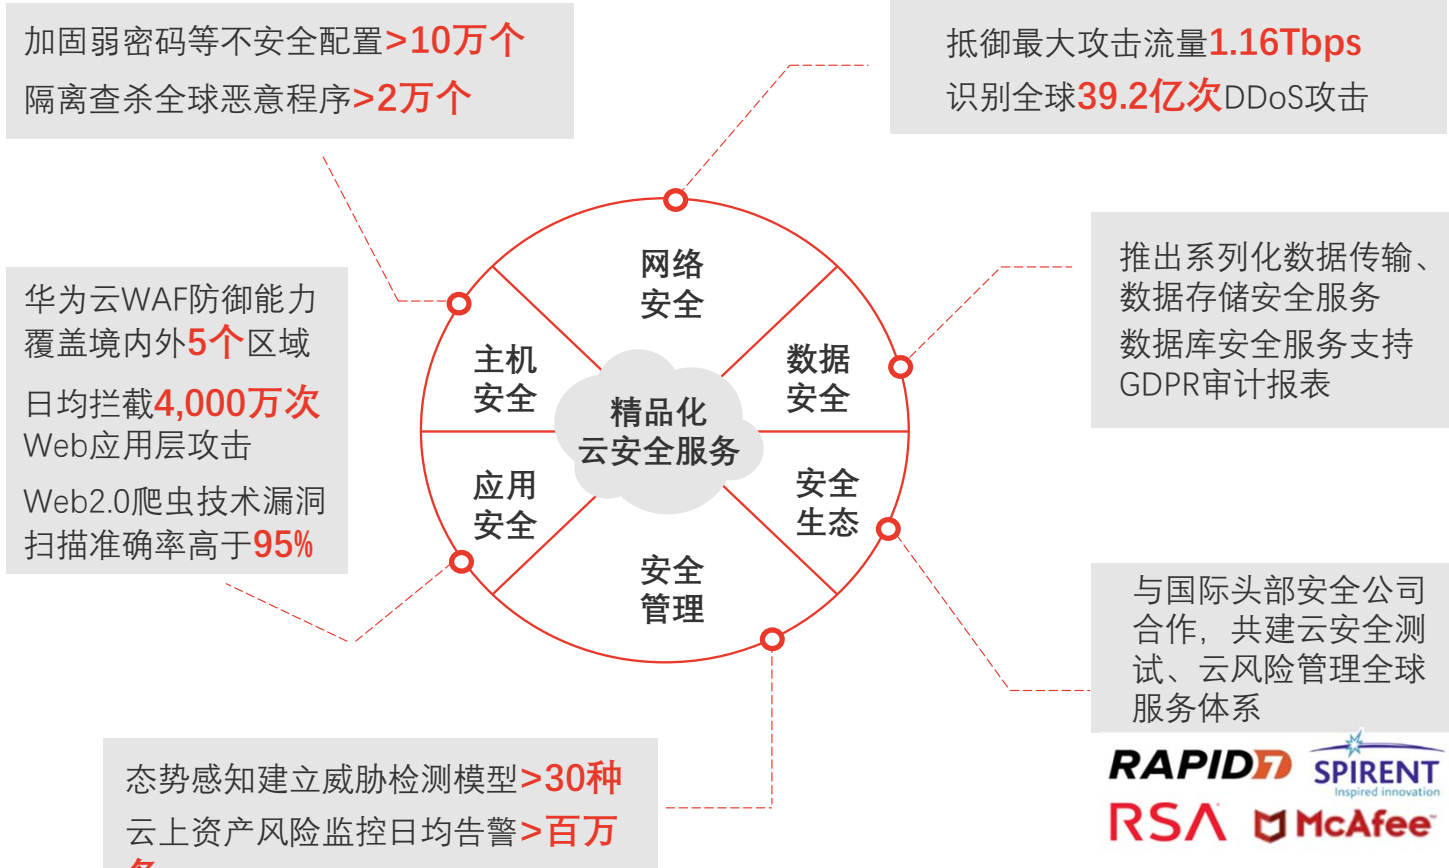 加固弱密码等不安全配置>10万个
隔离查杀全球恶意程序>2万个
抵御最大攻击流量1.16Tbps
识别全球39.2亿次DDoS攻击
华为云WAF防御能力
覆盖境内外5个区域
日均拦截4,000万次
Web应用层攻击
Web2.0爬虫技术漏洞
扫描准确率高于95%
网络
安全
主机
安全
数据
安全
精品化
云安全服务
应用
安全
安全
生态
安全
管理
推出系列化数据传输、
数据存储安全服务
数据库安全服务支持
GDPR审计报表
与国际头部安全公司
合作，共建云安全测
试、云风险管理全球
服务体系
RAPID7
SPIRENT
Inspired innovation
RSA
McAfee
态势感知建立威胁检测模型>30种
云上资产风险监控日均告警>百万